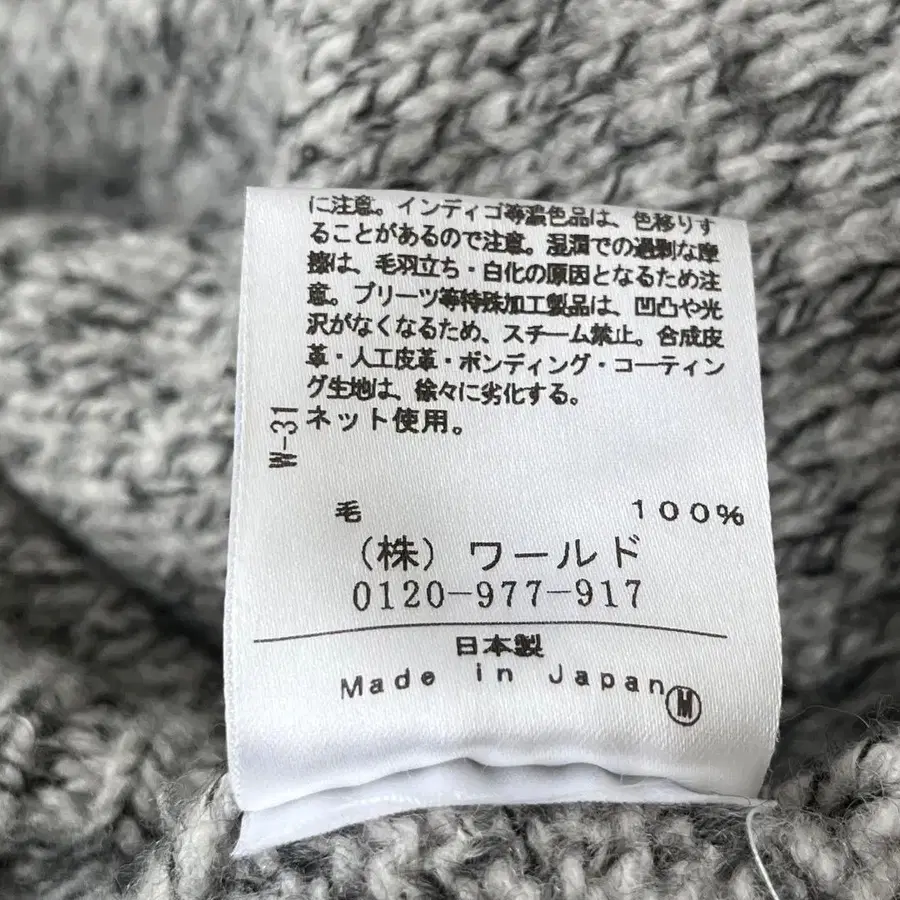 に注意。インディゴ等濃色品は、色移りす
ることがあるので注意。湿潤での過剰な摩
擦は、毛羽立ち・白化の原因となるため注
意。プリーツ等特殊加工製品は、凹凸や光
沢がなくなるため、スチーム禁止。合成皮
革・人工皮革・ボンディング・コーティン
グ生地は、徐々に劣化する。
ネット使用。
W-31
毛 100%
(株) ワールド
0120-977-917
日本製
Made in Japan
M